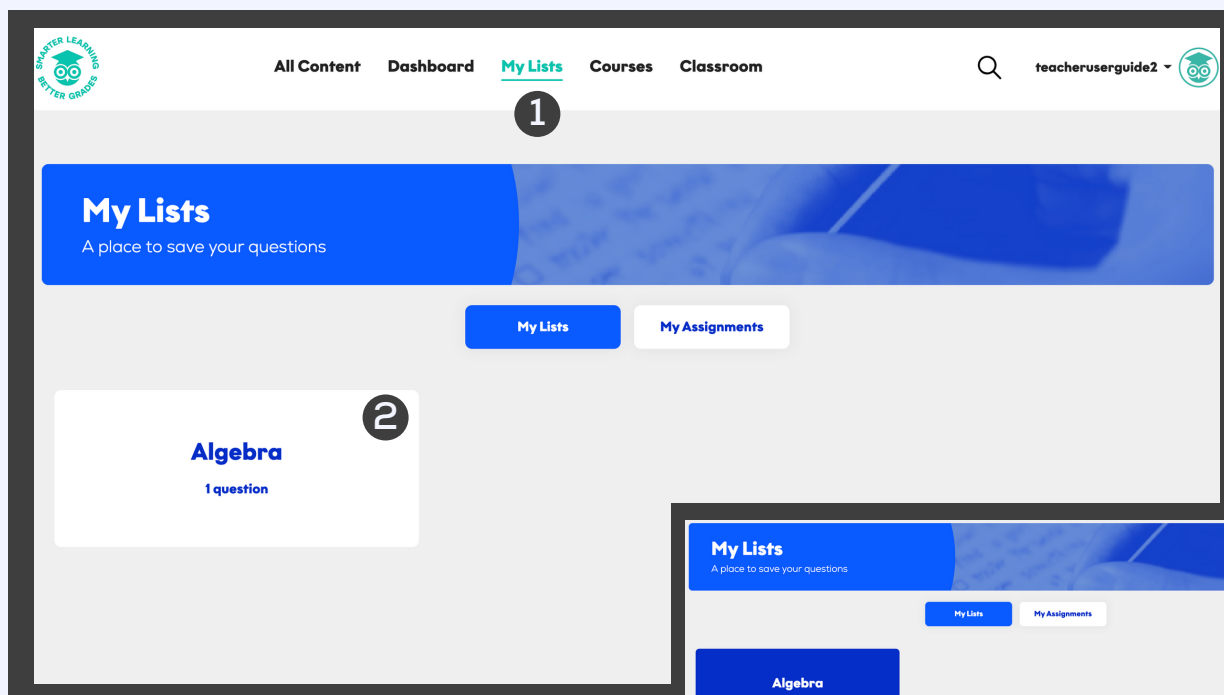 SMARTER LEARNING
BETTER GRADES
All Content Dashboard My Lists Courses Classroom
teacheruserguide2
1
My Lists
A place to save your questions
My Lists My Assignments
2
Algebra
1 question
My Lists
A place to save your questions
My Lists My Assignments
Algebra